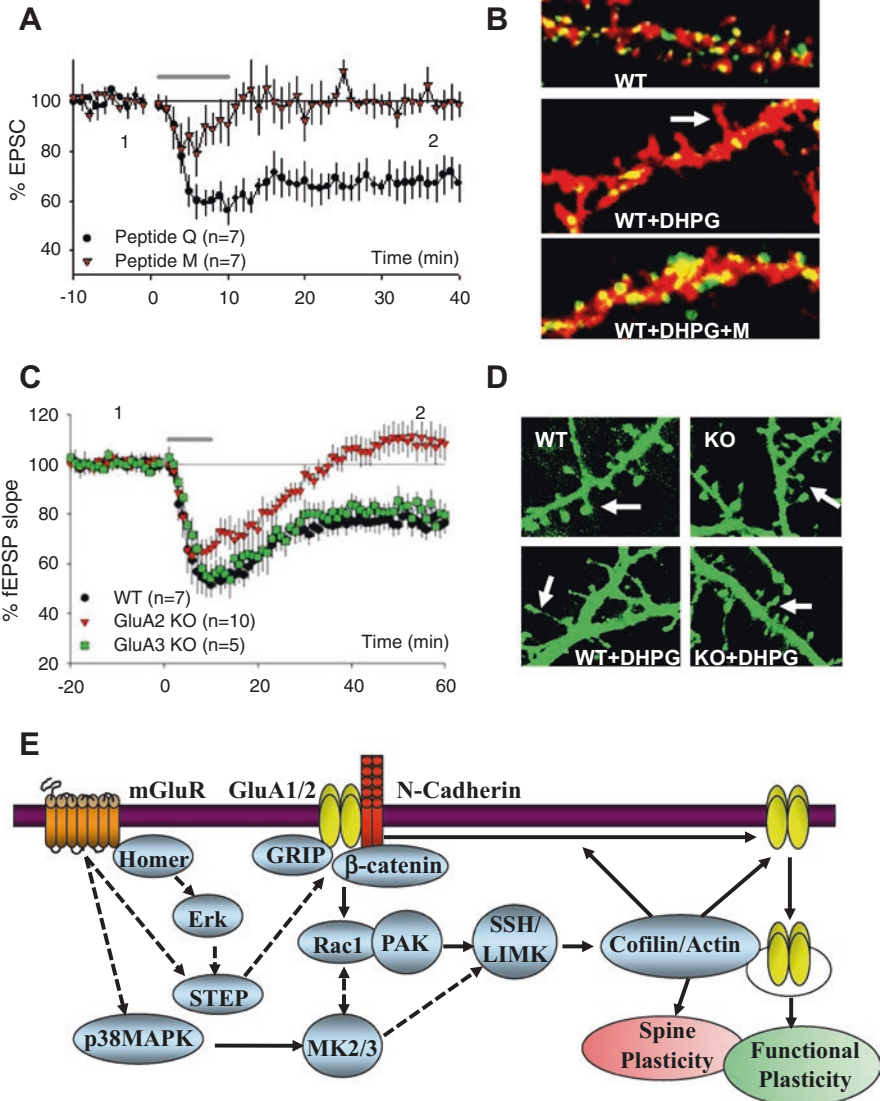 A
% EPSC
100
80
60
40
1
2
Peptide Q (n=7)
Peptide M (n=7)
Time (min)
-10
0
10
20
30
40
B
WT
WT+DHPG
WT+DHPG+M
C
% fEPSP slope
120
100
80
60
40
20
1
2
WT (n=7)
GluA2 KO (n=10)
GluA3 KO (n=5)
Time (min)
-20
0
20
40
60
D
WT
KO
WT+DHPG
KO+DHPG
E
mGluR
GluA1/2
N-Cadherin
Homer
GRIP
β-catenin
Erk
Rac1
PAK
SSH/
LIMK
Cofilin/Actin
STEP
p38MAPK
MK2/3
Spine
Plasticity
Functional
Plasticity